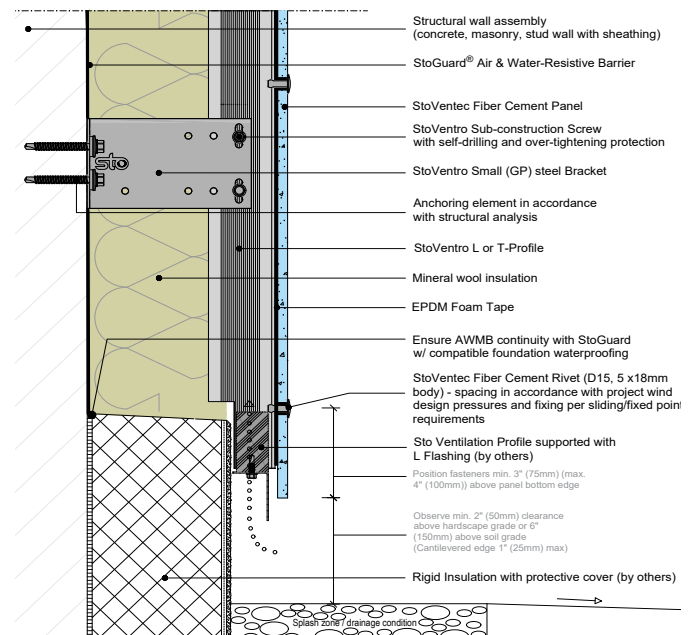 Structural wall assembly
(concrete, masonry, stud wall with sheathing)
StoGuard® Air & Water-Resistive Barrier
StoVentec Fiber Cement Panel
StoVentro Sub-construction Screw
with self-drilling and over-tightening protection
sto
StoVentro Small (GP) steel Bracket
Anchoring element in accordance
with structural analysis
StoVentro L or T-Profile
Mineral wool insulation
EPDM Foam Tape
Ensure AWMB continuity with StoGuard
w/ compatible foundation waterproofing
StoVentec Fiber Cement Rivet (D15, 5 x18mm
body) - spacing in accordance with project wind
design pressures and fixing per sliding/fixed point
requirements
Sto Ventilation Profile supported with
L Flashing (by others)
Position fasteners min. 3" (75mm) (max.
4" (100mm)) above panel bottom edge
Observe min. 2" (50mm) clearance
above hardscape grade or 6"
(150mm) above soil grade
(Cantilevered edge 1" (25mm) max)
Rigid Insulation with protective cover (by others)
Splash zone / drainage condition